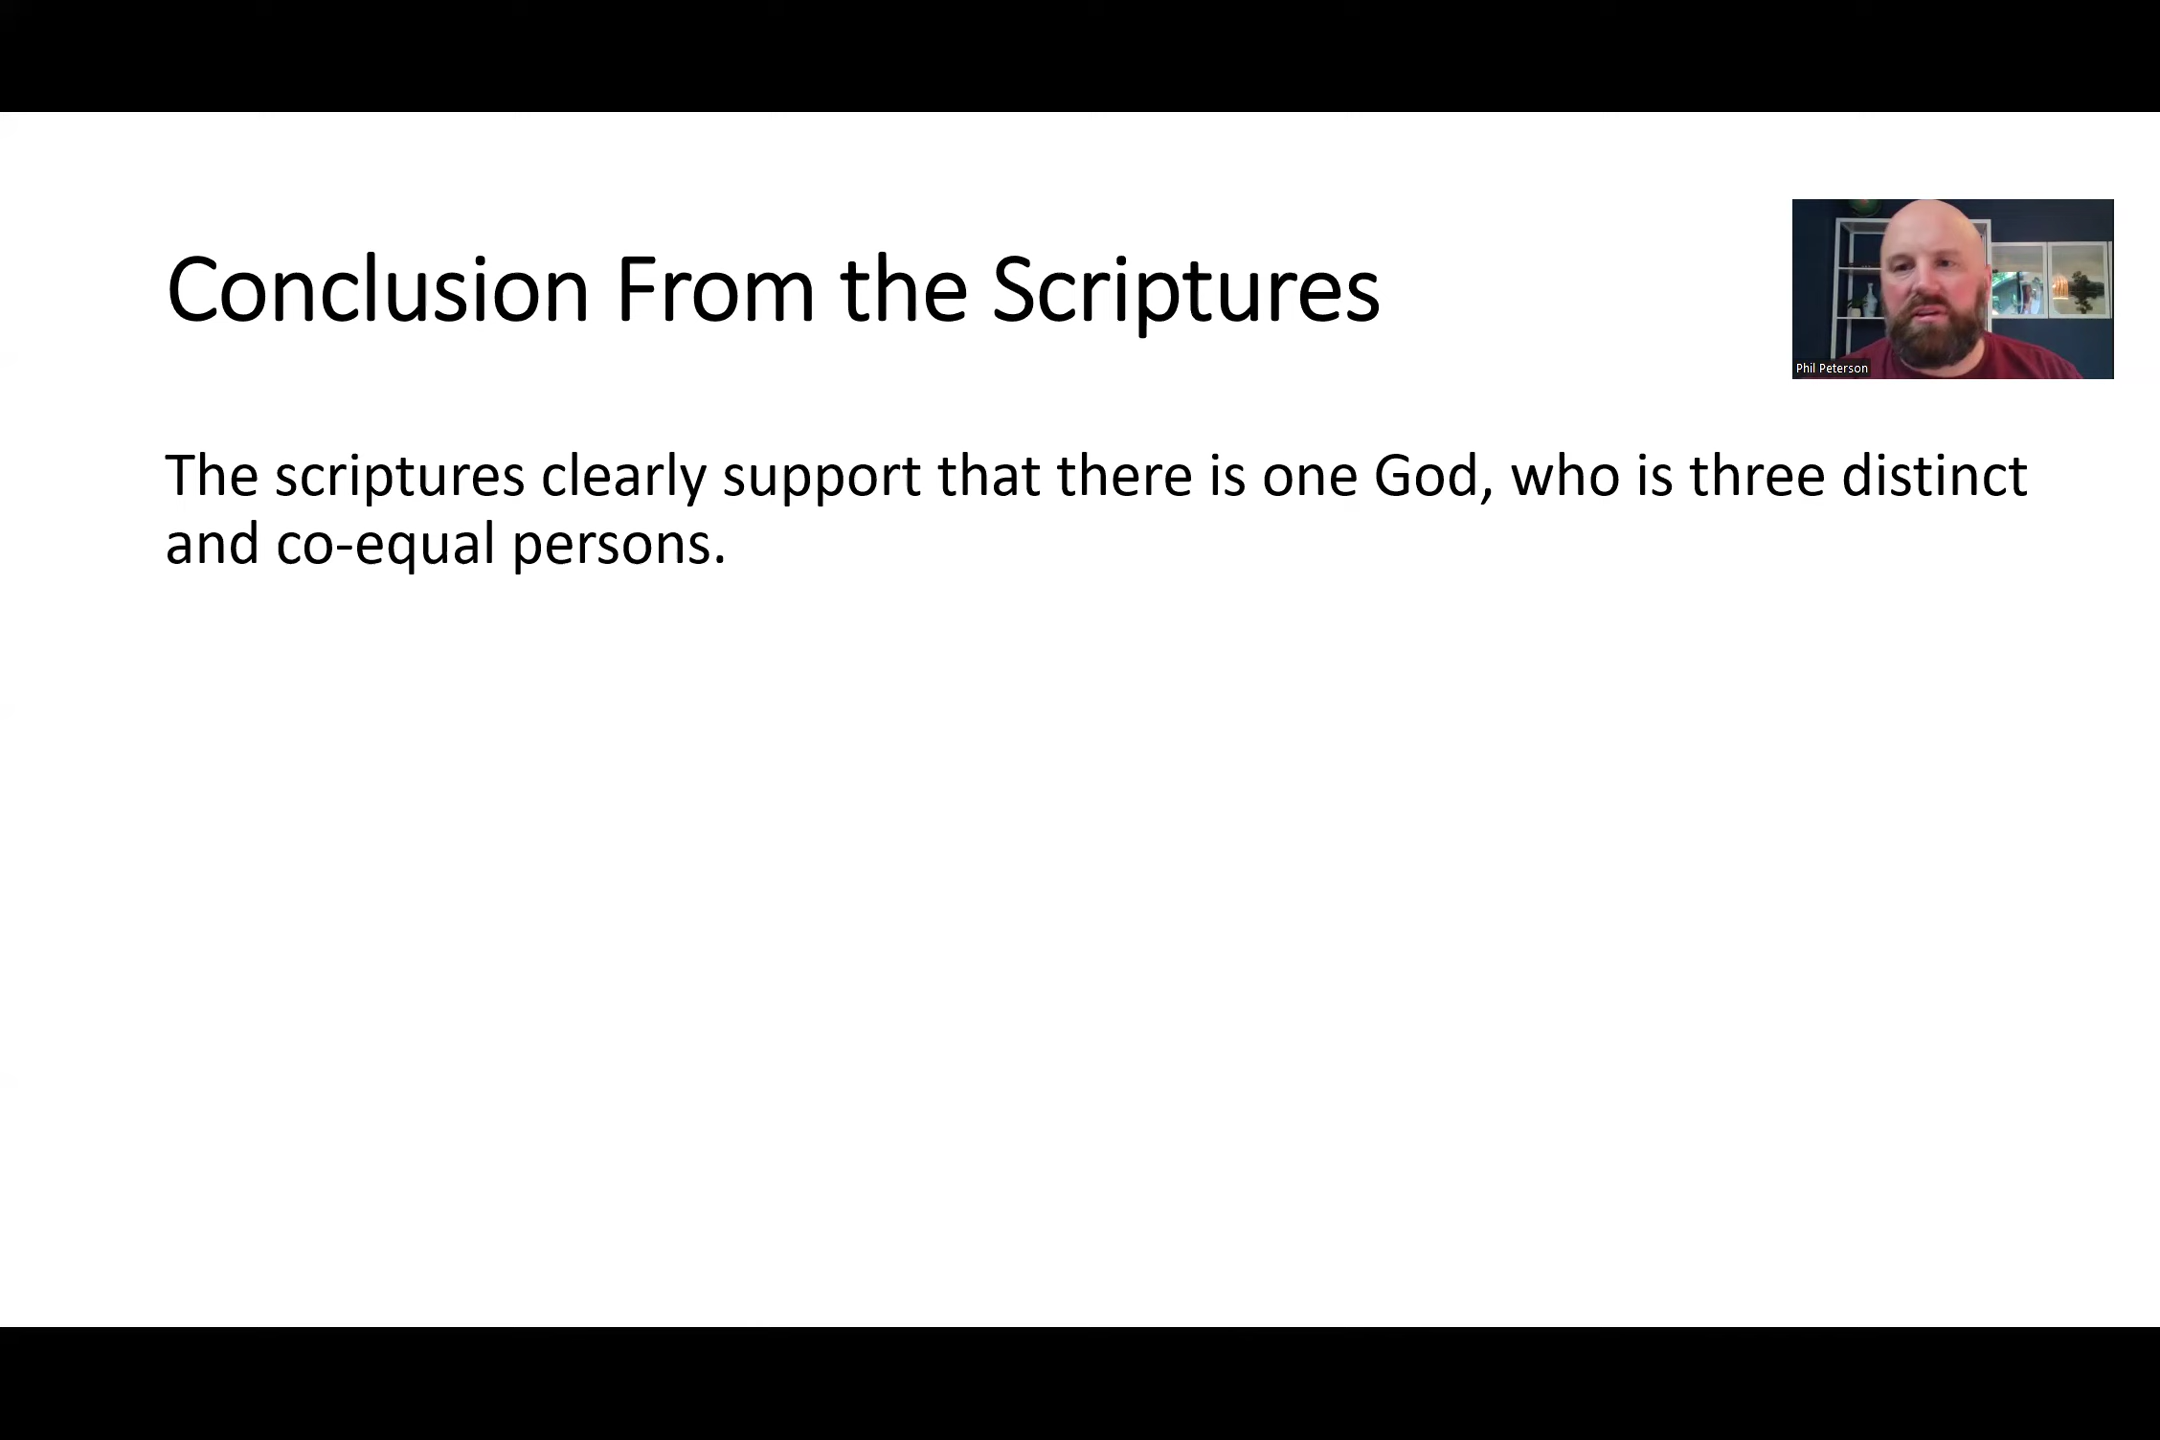 Conclusion From the Scriptures
Phil Peterson
The scriptures clearly support that there is one God, who is three distinct
and co-equal persons.